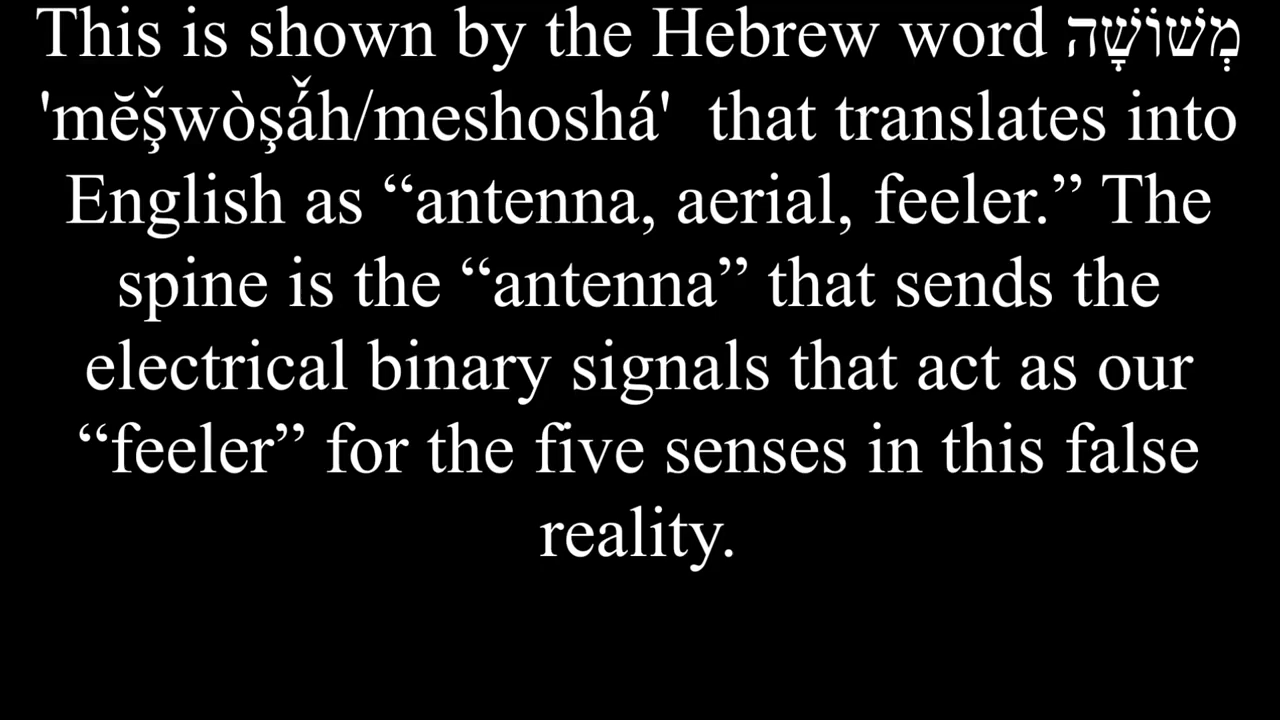 This is shown by the Hebrew word מְשׁוֹשָׁה
'mĕş̌wòşǎ́h/meshoshá'  that translates into
English as “antenna, aerial, feeler.” The
spine is the “antenna” that sends the
electrical binary signals that act as our
“feeler” for the five senses in this false
reality.